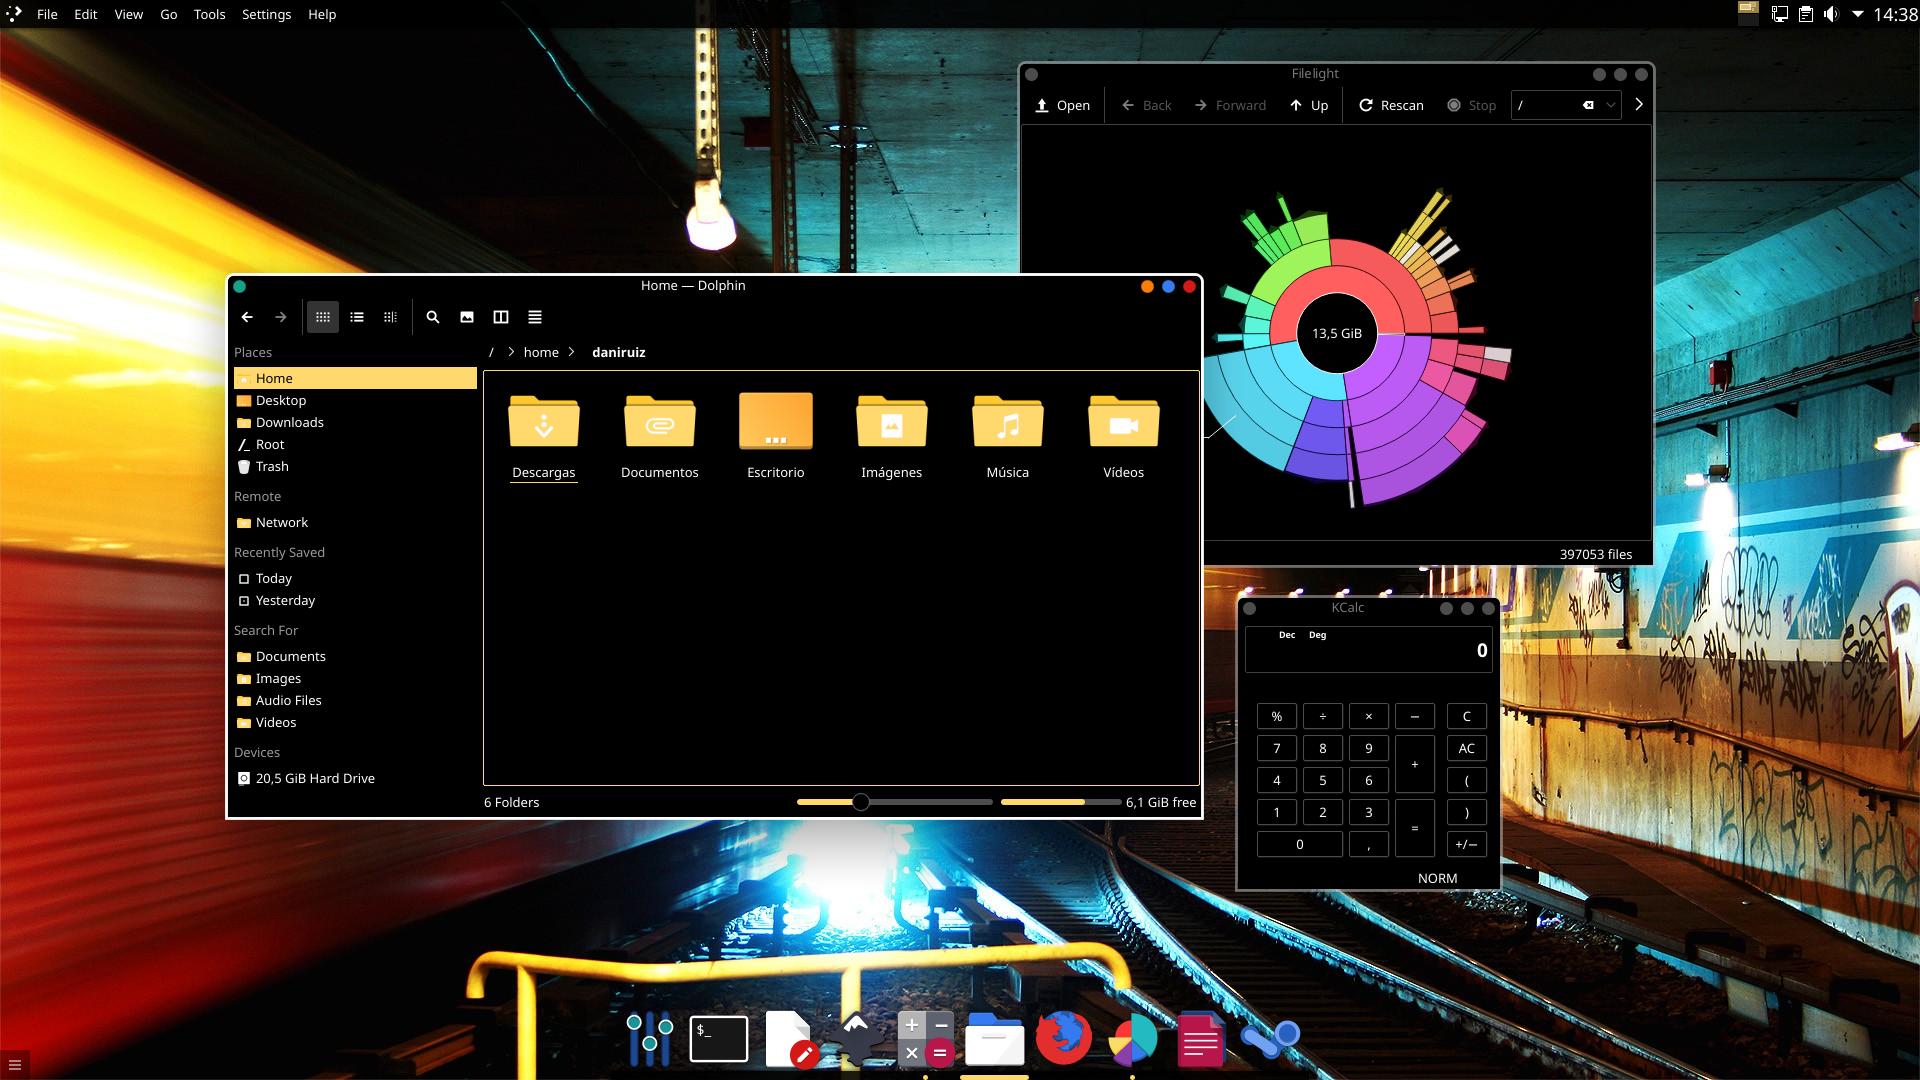 File Edit View Go Tools Settings Help
14:38
Filelight
Open Back Forward Up Rescan Stop /
13,5 GiB
397053 files
Home — Dolphin
/ > home > daniruiz
Places
Home
Desktop
Downloads
Root
Trash
Remote
Network
Recently Saved
Today
Yesterday
Search For
Documents
Images
Audio Files
Videos
Devices
20,5 GiB Hard Drive
Descargas Documentos Escritorio Imágenes Música Vídeos
6 Folders
6,1 GiB free
KCalc
Dec Deg
0
% ÷ × − C
7 8 9 + AC
4 5 6 (
1 2 3 = )
0 , +/−
NORM
$_
+ − × =